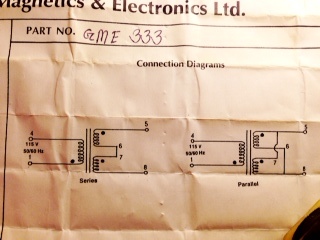 Magnetics & Electronics Ltd.
PART NO. GME 333
Connection Diagrams
4 115 V 50/60 Hz 1 5 6 7 8
Series
4 115 V 50/60 Hz 1 5 6 7 8
Parallel